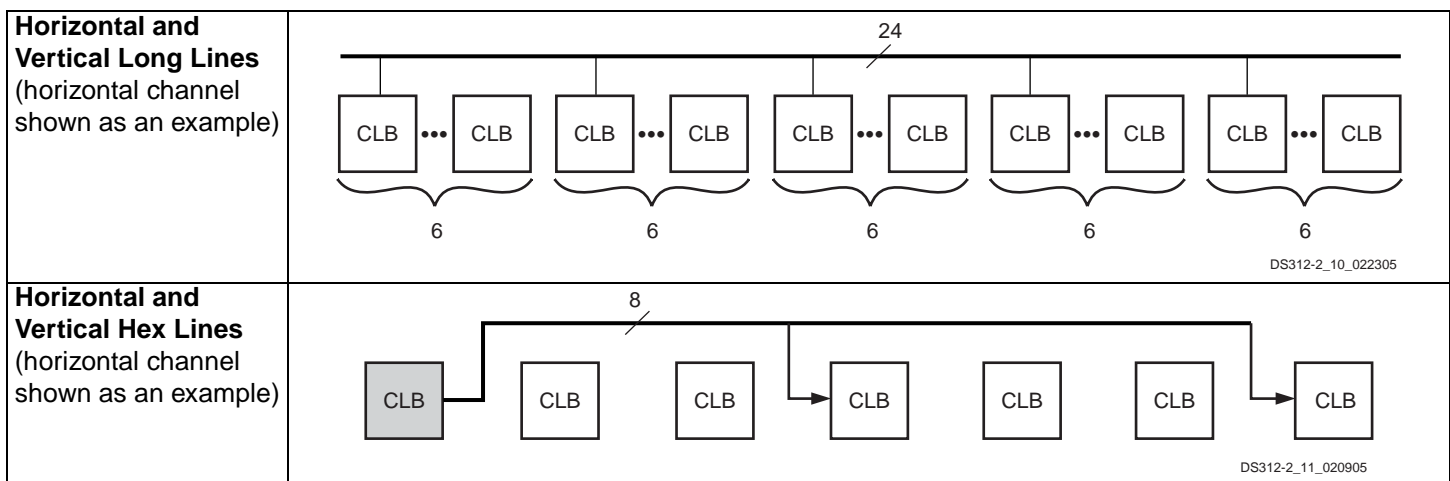 Horizontal and
Vertical Long Lines
(horizontal channel
shown as an example)
24
CLB ••• CLB CLB ••• CLB CLB ••• CLB CLB ••• CLB CLB ••• CLB
6 6 6 6 6
DS312-2_10_022305
Horizontal and
Vertical Hex Lines
(horizontal channel
shown as an example)
8
CLB CLB CLB CLB CLB CLB CLB
DS312-2_11_020905